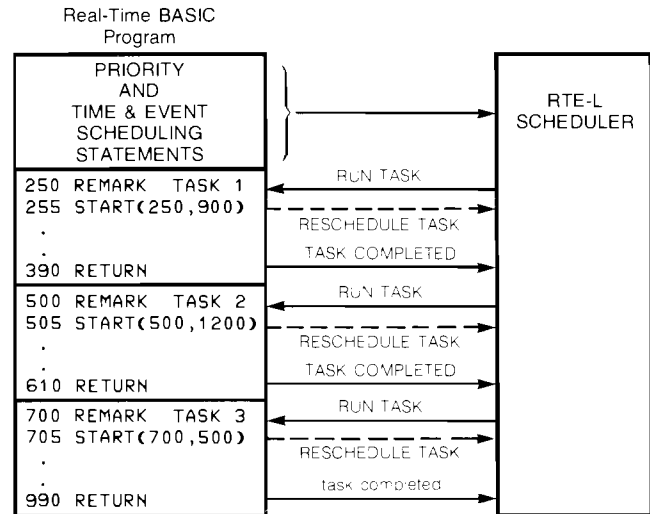 Real-Time BASIC
Program
PRIORITY
AND
TIME & EVENT
SCHEDULING
STATEMENTS
RTE-L
SCHEDULER
250 REMARK TASK 1
255 START(250,900)
.
.
390 RETURN
RUN TASK
RESCHEDULE TASK
TASK COMPLETED
500 REMARK TASK 2
505 START(500,1200)
.
.
610 RETURN
RUN TASK
RESCHEDULE TASK
TASK COMPLETED
700 REMARK TASK 3
705 START(700,500)
.
.
990 RETURN
RUN TASK
RESCHEDULE TASK
task completed